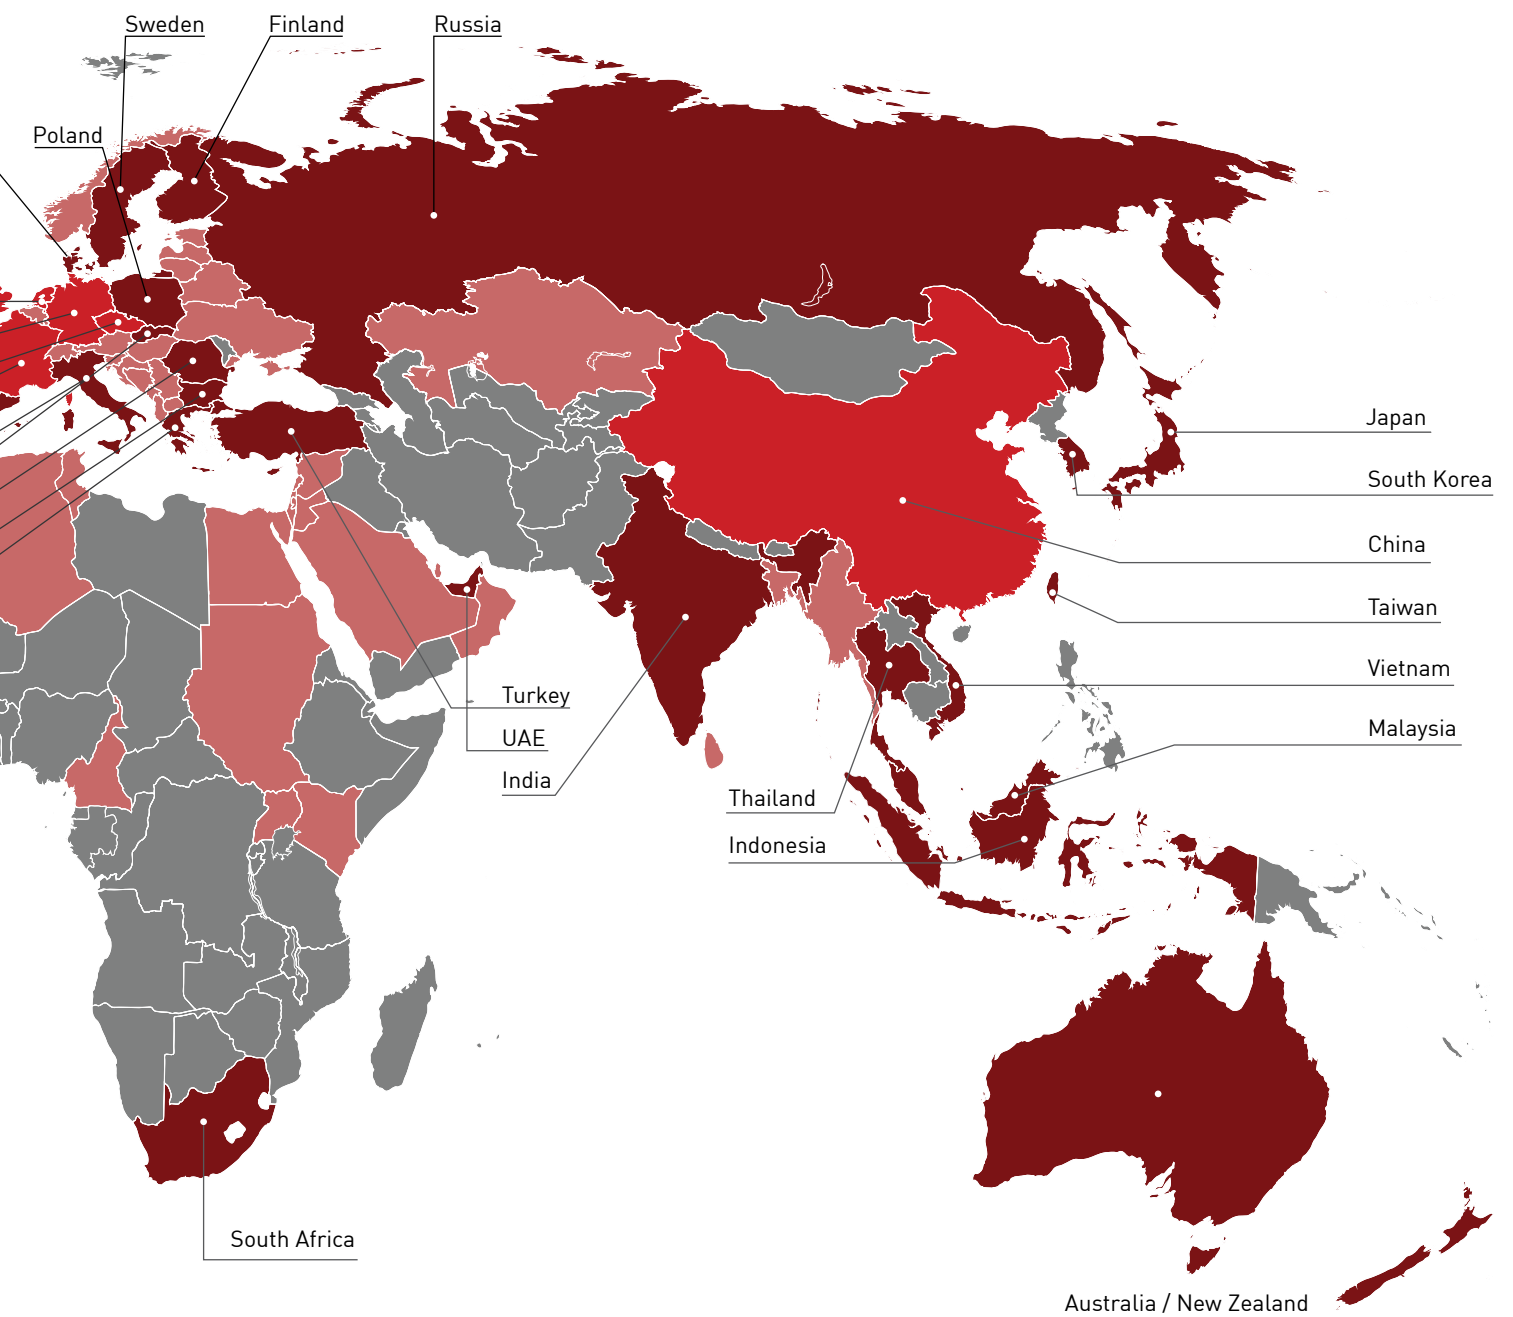 Sweden
Finland
Russia
Poland
Japan
South Korea
China
Taiwan
Vietnam
Turkey
Malaysia
UAE
India
Thailand
Indonesia
South Africa
Australia / New Zealand